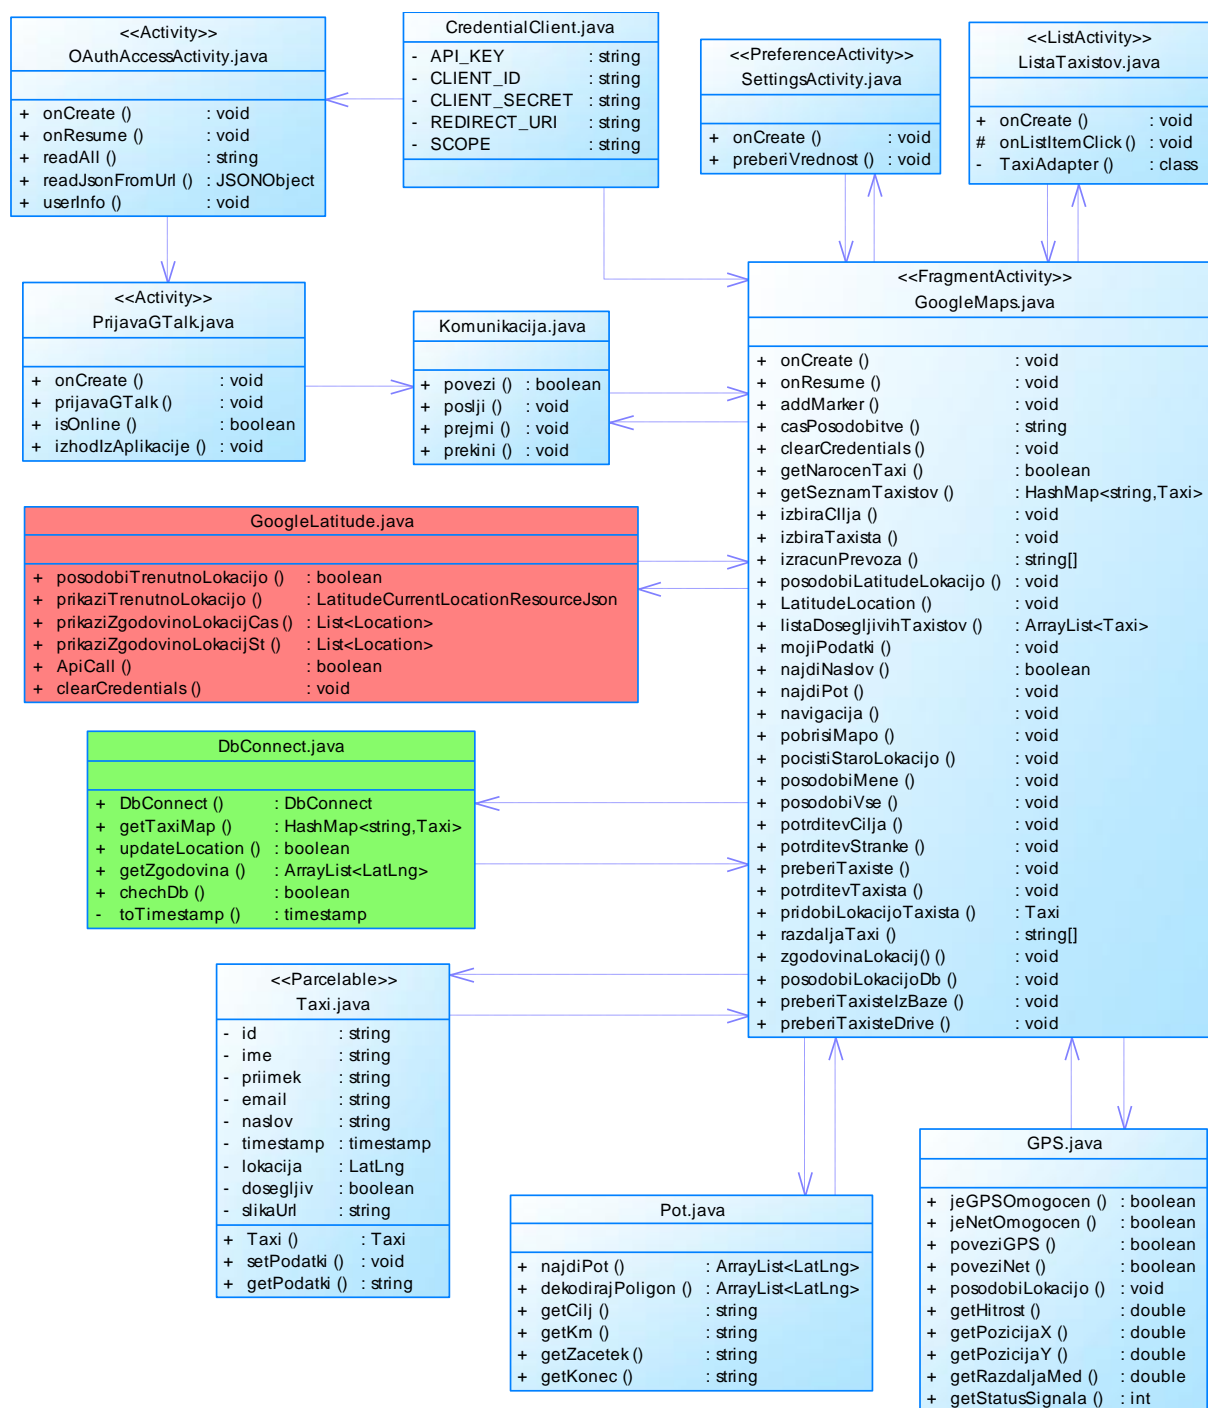 <<Activity>>
OAuthAccessActivity.java
+ onCreate () : void
+ onResume () : void
+ readAll () : string
+ readJsonFromUrl () : JSONObject
+ userInfo () : void
CredentialClient.java
- API_KEY : string
- CLIENT_ID : string
- CLIENT_SECRET : string
- REDIRECT_URI : string
- SCOPE : string
<<PreferenceActivity>>
SettingsActivity.java
+ onCreate () : void
+ preberiVrednost () : void
<<ListActivity>>
ListaTaxistov.java
+ onCreate () : void
# onListItemClick () : void
- TaxiAdapter () : class
<<Activity>>
PrijavaGTalk.java
+ onCreate () : void
+ prijavaGTalk () : void
+ isOnline () : boolean
+ izhodIzAplikacije () : void
Komunikacija.java
+ povezi () : boolean
+ poslji () : void
+ prejmi () : void
+ prekini () : void
<<FragmentActivity>>
GoogleMaps.java
+ onCreate () : void
+ onResume () : void
+ addMarker () : void
+ casPosodobitve () : string
+ clearCredentials () : void
+ getNarocenTaxi () : boolean
+ getSeznamTaxistov () : HashMap<string,Taxi>
+ izbiraCIlja () : void
+ izbiraTaxista () : void
+ izracunPrevoza () : string[]
+ posodobiLatitudeLokacijo () : void
+ LatitudeLocation () : void
+ listaDosegljivihTaxistov () : ArrayList<Taxi>
+ mojiPodatki () : void
+ najdiNaslov () : boolean
+ najdiPot () : void
+ navigacija () : void
+ pobrisiMapo () : void
+ pocistiStaroLokacijo () : void
+ posodobiMene () : void
+ posodobiVse () : void
+ potrditevCilja () : void
+ potrditevStranke () : void
+ preberiTaxiste () : void
+ potrditevTaxista () : void
+ pridobiLokacijoTaxista () : Taxi
+ razdaljaTaxi () : string[]
+ zgodovinaLokacij() () : void
+ posodobiLokacijoDb () : void
+ preberiTaxisteIzBaze () : void
+ preberiTaxisteDrive () : void
GoogleLatitude.java
+ posodobiTrenutnoLokacijo () : boolean
+ prikaziTrenutnoLokacijo () : LatitudeCurrentLocationResourceJson
+ prikaziZgodovinoLokacijCas () : List<Location>
+ prikaziZgodovinoLokacijSt () : List<Location>
+ ApiCall () : boolean
+ clearCredentials () : void
DbConnect.java
+ DbConnect () : DbConnect
+ getTaxiMap () : HashMap<string,Taxi>
+ updateLocation () : boolean
+ getZgodovina () : ArrayList<LatLng>
+ chechDb () : boolean
- toTimestamp () : timestamp
<<Parcelable>>
Taxi.java
- id : string
- ime : string
- priimek : string
- email : string
- naslov : string
- timestamp : timestamp
- lokacija : LatLng
- dosegljiv : boolean
- slikaUrl : string
+ Taxi () : Taxi
+ setPodatki () : void
+ getPodatki () : string
Pot.java
+ najdiPot () : ArrayList<LatLng>
+ dekodirajPoligon () : ArrayList<LatLng>
+ getCilj () : string
+ getKm () : string
+ getZacetek () : string
+ getKonec () : string
GPS.java
+ jeGPSOmogocen () : boolean
+ jeNetOmogocen () : boolean
+ poveziGPS () : boolean
+ poveziNet () : boolean
+ posodobiLokacijo () : void
+ getHitrost () : double
+ getPozicijaX () : double
+ getPozicijaY () : double
+ getRazdaljaMed () : double
+ getStatusSignala () : int